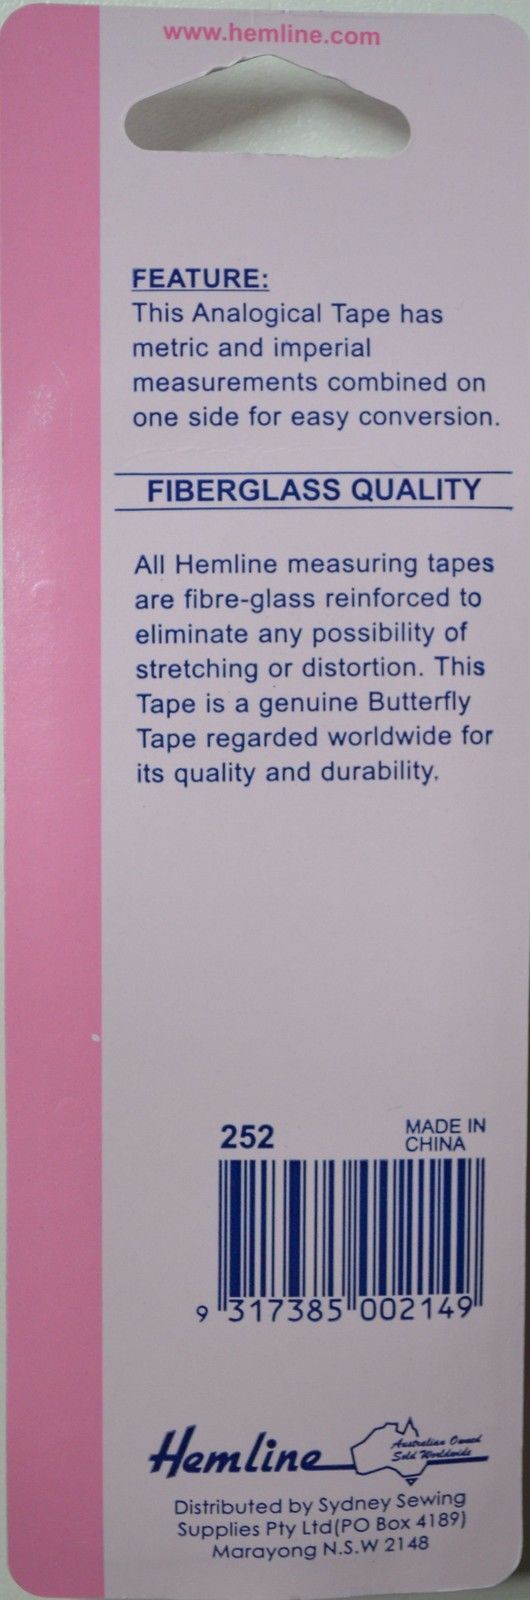 www.hemline.com
FEATURE:
This Analogical Tape has
metric and imperial
measurements combined on
one side for easy conversion.
FIBERGLASS QUALITY
All Hemline measuring tapes
are fibre-glass reinforced to
eliminate any possibility of
stretching or distortion. This
Tape is a genuine Butterfly
Tape regarded worldwide for
its quality and durability.
252
MADE IN
CHINA
9 317385 002149
Hemline
Australian Owned
Sold Worldwide
Distributed by Sydney Sewing
Supplies Pty Ltd(PO Box 4189)
Marayong N.S.W 2148